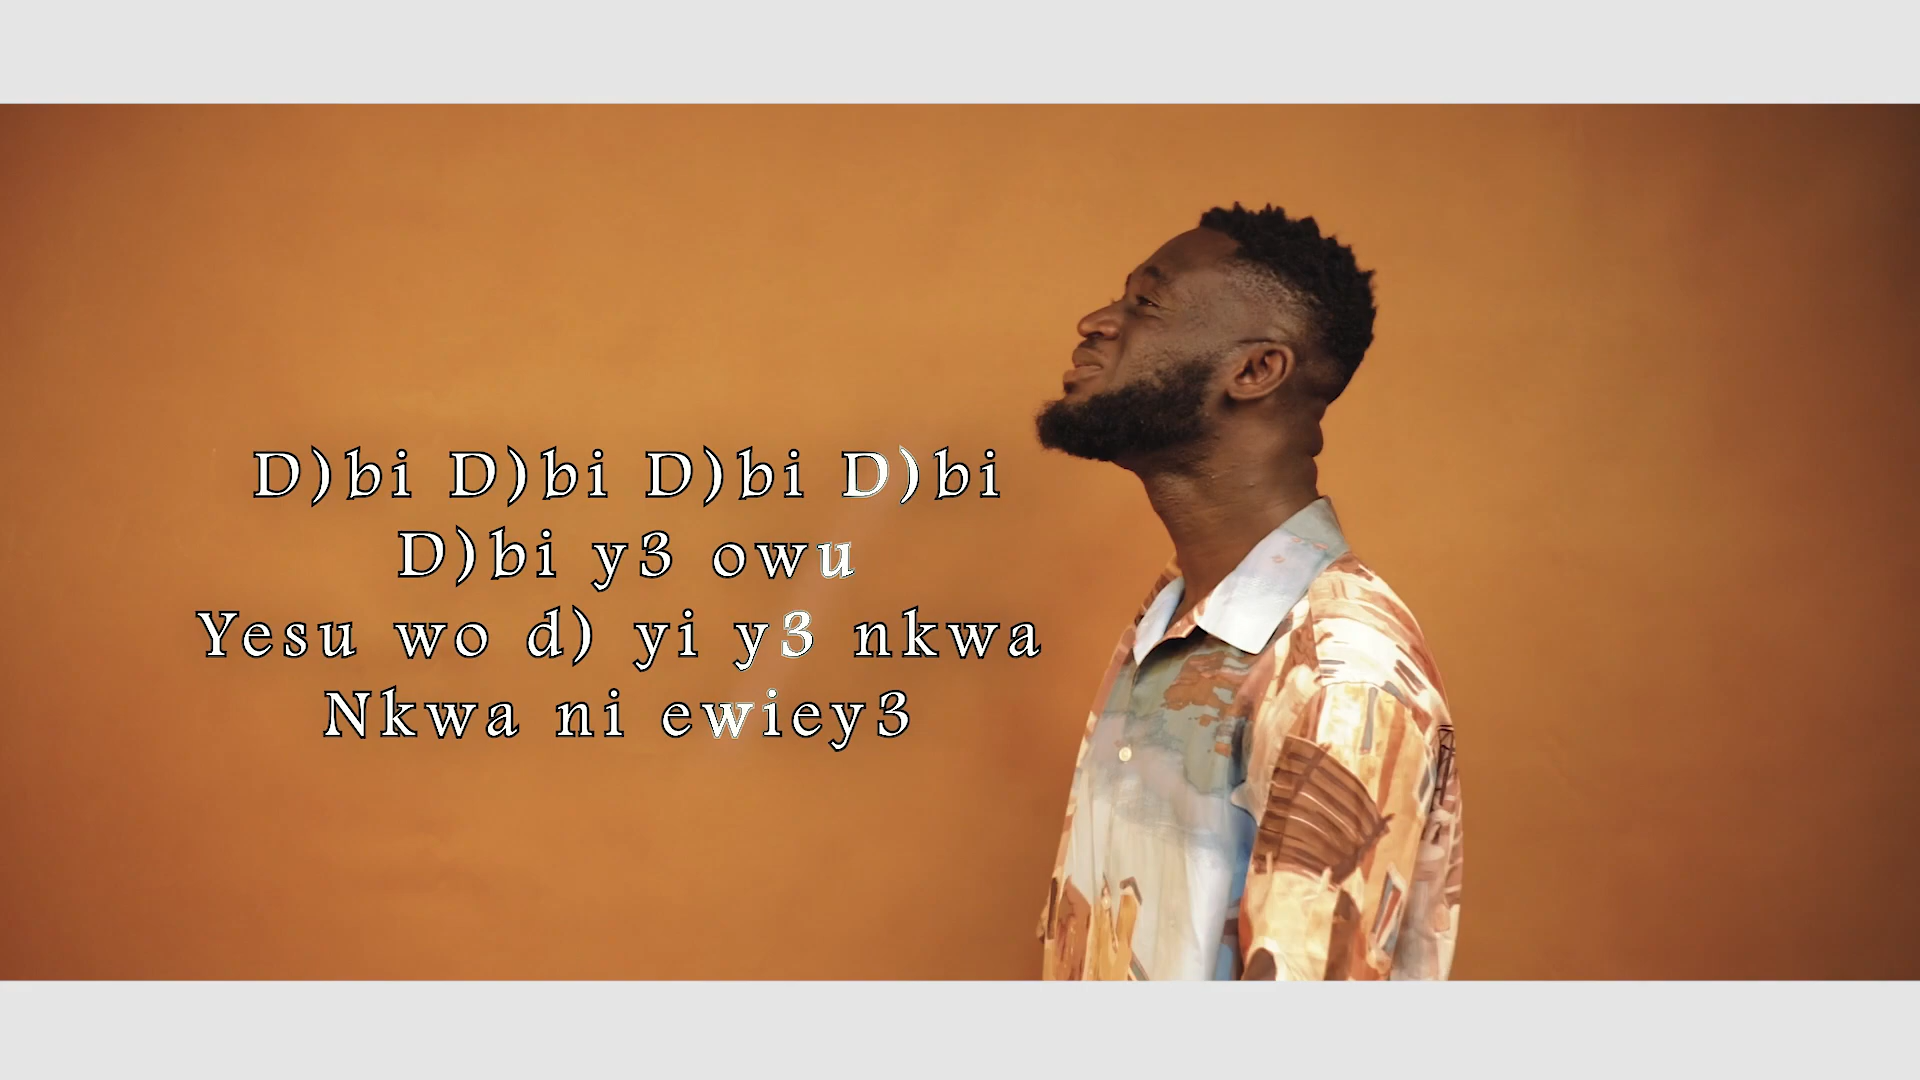 D)bi D)bi D)bi D)bi
D)bi y3 owu
Yesu wo d) yi y3 nkwa
Nkwa ni ewiey3